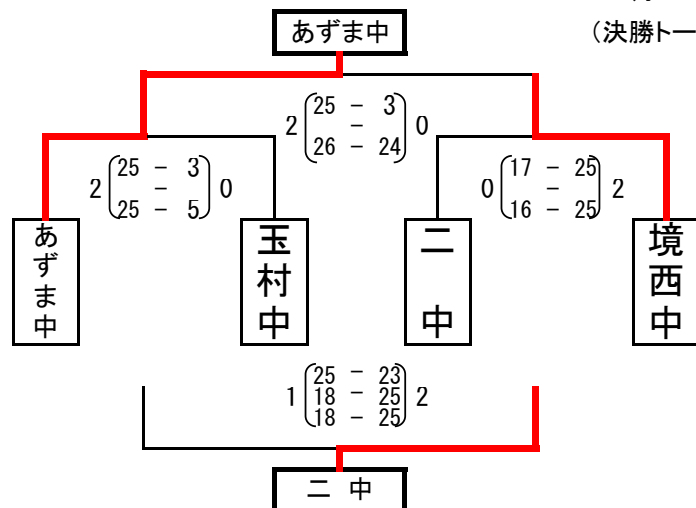 あずま中
(決勝トー
2 (25 - 3) 0
-
26 - 24
2 (25 - 3) 0
-
25 - 5
0 (17 - 25) 2
-
16 - 25
あずま中
玉村中
二中
境西中
1 (25 - 23) 2
18 - 25
18 - 25
二 中